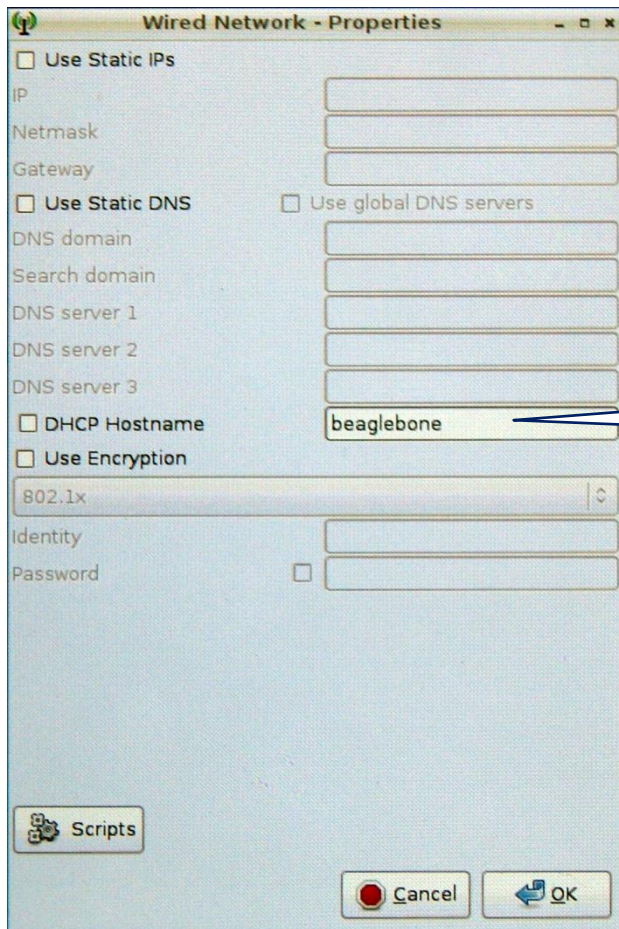 Wired Network - Properties
Use Static IPs
IP
Netmask
Gateway
Use Static DNS Use global DNS servers
DNS domain
Search domain
DNS server 1
DNS server 2
DNS server 3
DHCP Hostname beaglebone
Use Encryption
802.1x
Identity
Password
Scripts
Cancel OK